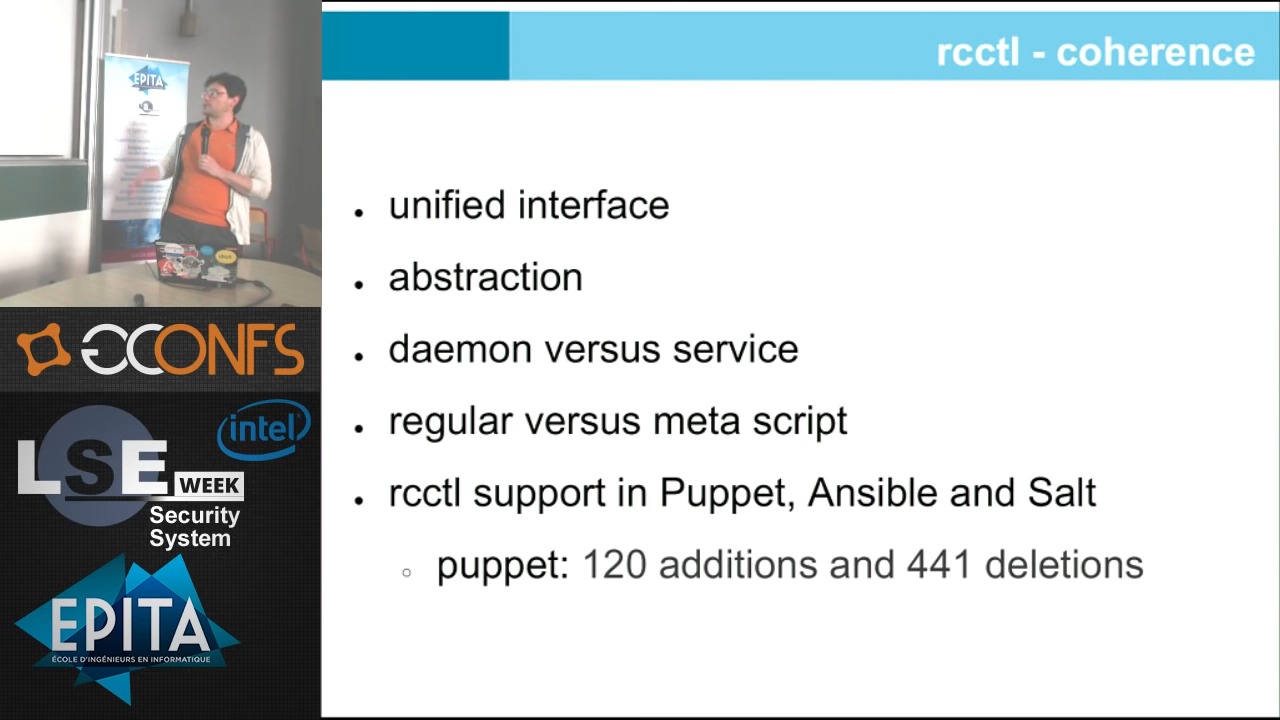 rcctl - coherence
• unified interface
• abstraction
• daemon versus service
• regular versus meta script
• rcctl support in Puppet, Ansible and Salt
○ puppet: 120 additions and 441 deletions
EPITA
GCONFS
intel
LSE WEEK
Security
System
EPITA
ÉCOLE D'INGÉNIEURS EN INFORMATIQUE